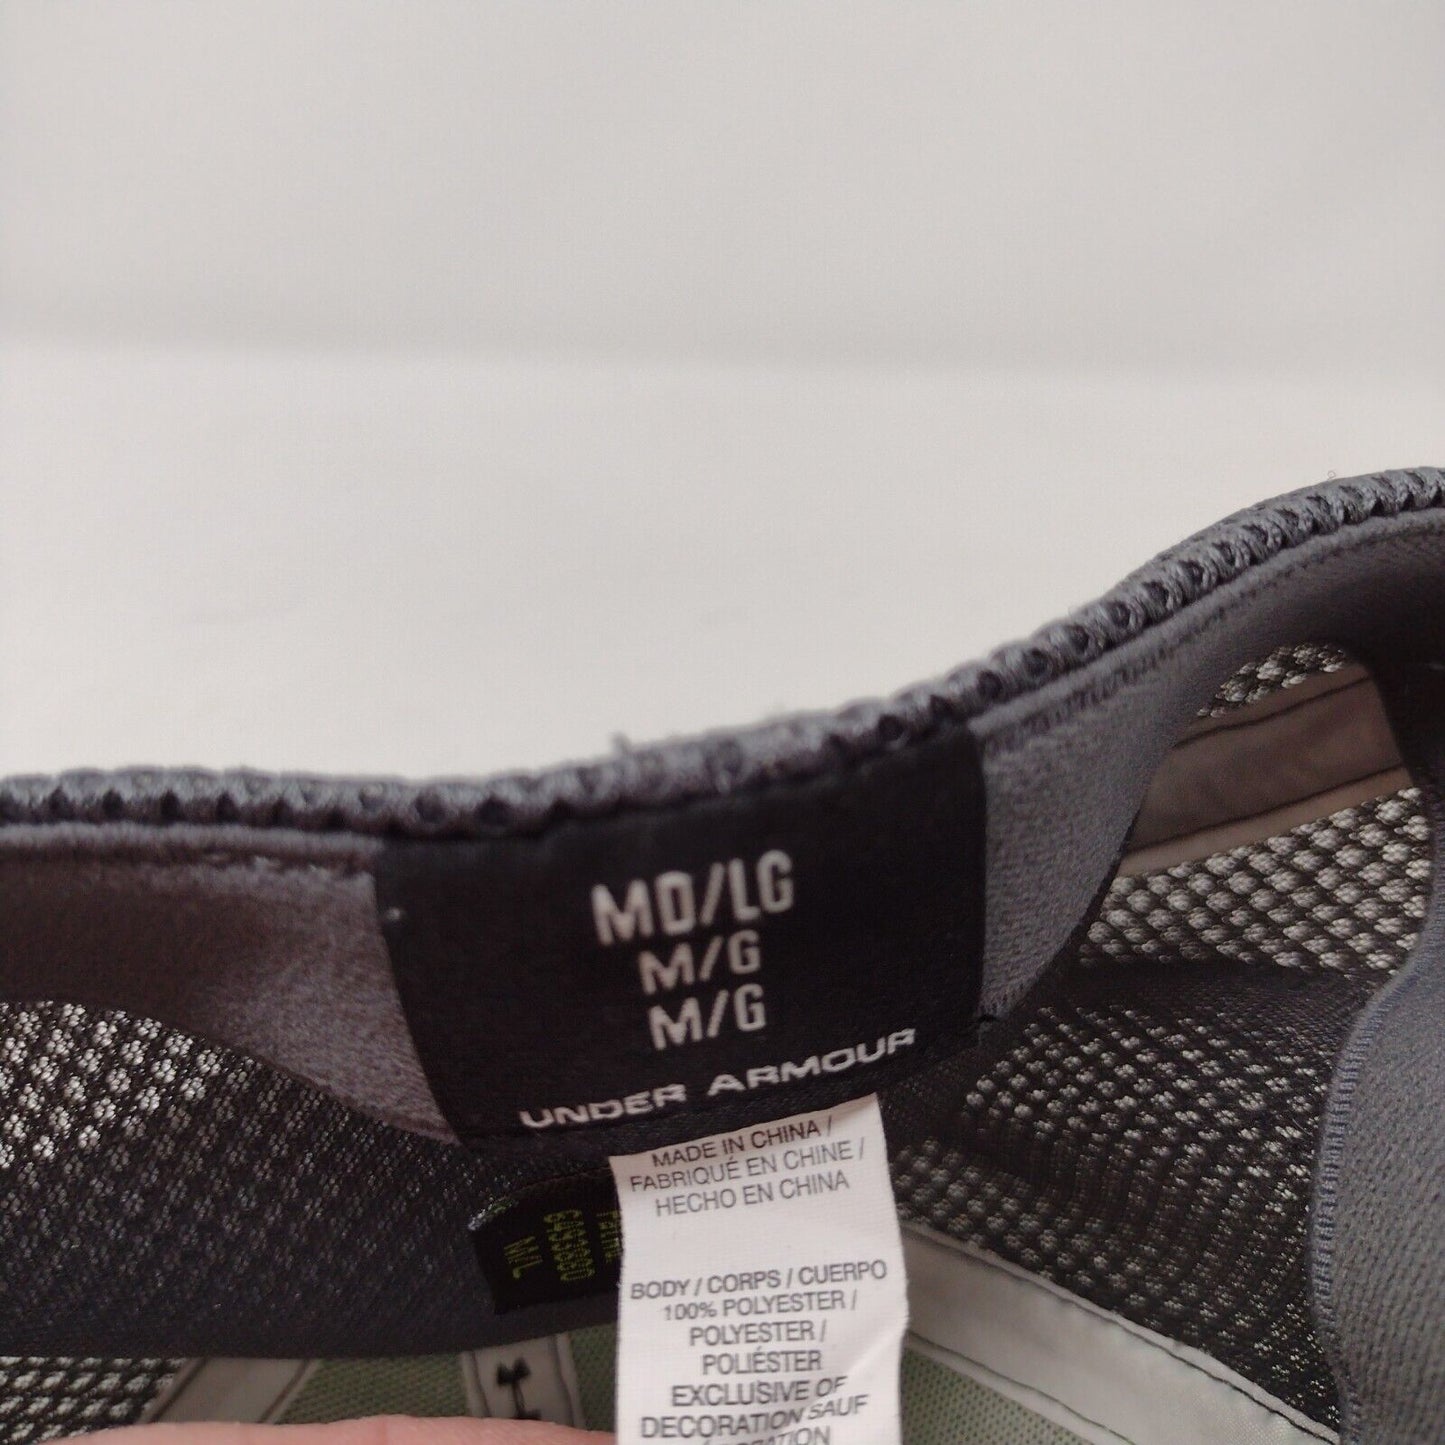 MD/LG
M/G
M/G
UNDER ARMOUR
MADE IN CHINA /
FABRIQUÉ EN CHINE /
HECHO EN CHINA
BODY / CORPS / CUERPO
100% POLYESTER /
POLYESTER /
POLIÉSTER
EXCLUSIVE OF
DECORATION SAUF
M/L